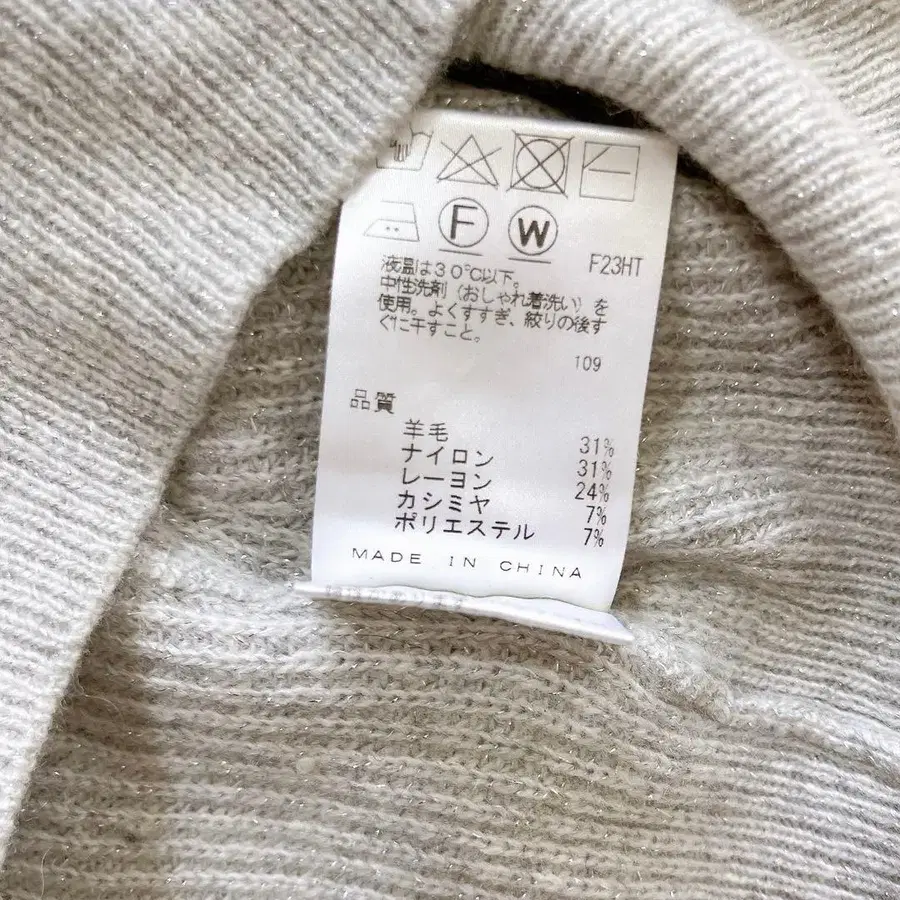 F W
F23HT
液温は30℃以下。
中性洗剤（おしゃれ着洗い）を
使用。よくすすぎ、絞りの後す
ぐに干すこと。
109
品質
羊毛 31%
ナイロン 31%
レーヨン 24%
カシミヤ 7%
ポリエステル 7%
MADE IN CHINA